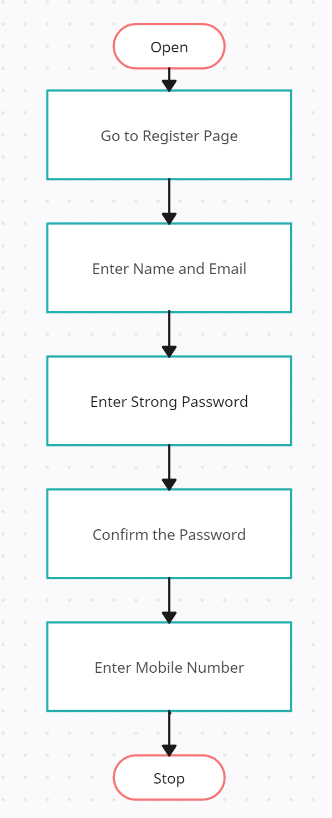 Open
Go to Register Page
Enter Name and Email
Enter Strong Password
Confirm the Password
Enter Mobile Number
Stop